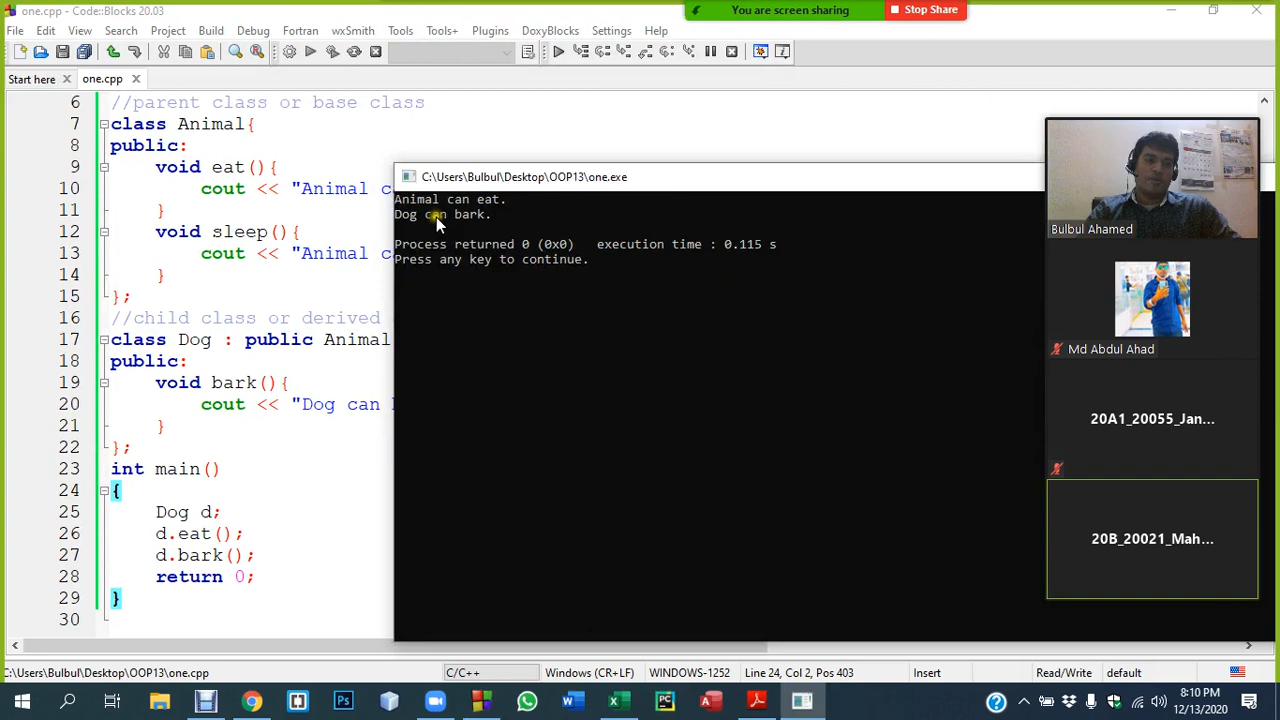 one.cpp - Code::Blocks 20.03
You are screen sharing
Stop Share
File Edit View Search Project Build Debug Fortran wxSmith Tools Tools+ Plugins DoxyBlocks Settings Help
Start here
one.cpp
6 //parent class or base class
7 class Animal{
8 public:
9 void eat(){
10 cout << "Animal c
11 }
12 void sleep(){
13 cout << "Animal c
14 }
15 };
16 //child class or derived
17 class Dog : public Animal
18 public:
19 void bark(){
20 cout << "Dog can
21 }
22 };
23 int main()
24 {
25 Dog d;
26 d.eat();
27 d.bark();
28 return 0;
29 }
30
C:\Users\Bulbul\Desktop\OOP13\one.exe
Animal can eat.
Dog can bark.
Process returned 0 (0x0) execution time : 0.115 s
Press any key to continue.
Bulbul Ahamed
Md Abdul Ahad
20A1_20055_Jan...
20B_20021_Mah...
C:\Users\Bulbul\Desktop\OOP13\one.cpp
C/C++
Windows (CR+LF)
WINDOWS-1252
Line 24, Col 2, Pos 403
Insert
Read/Write
default
8:10 PM
12/13/2020